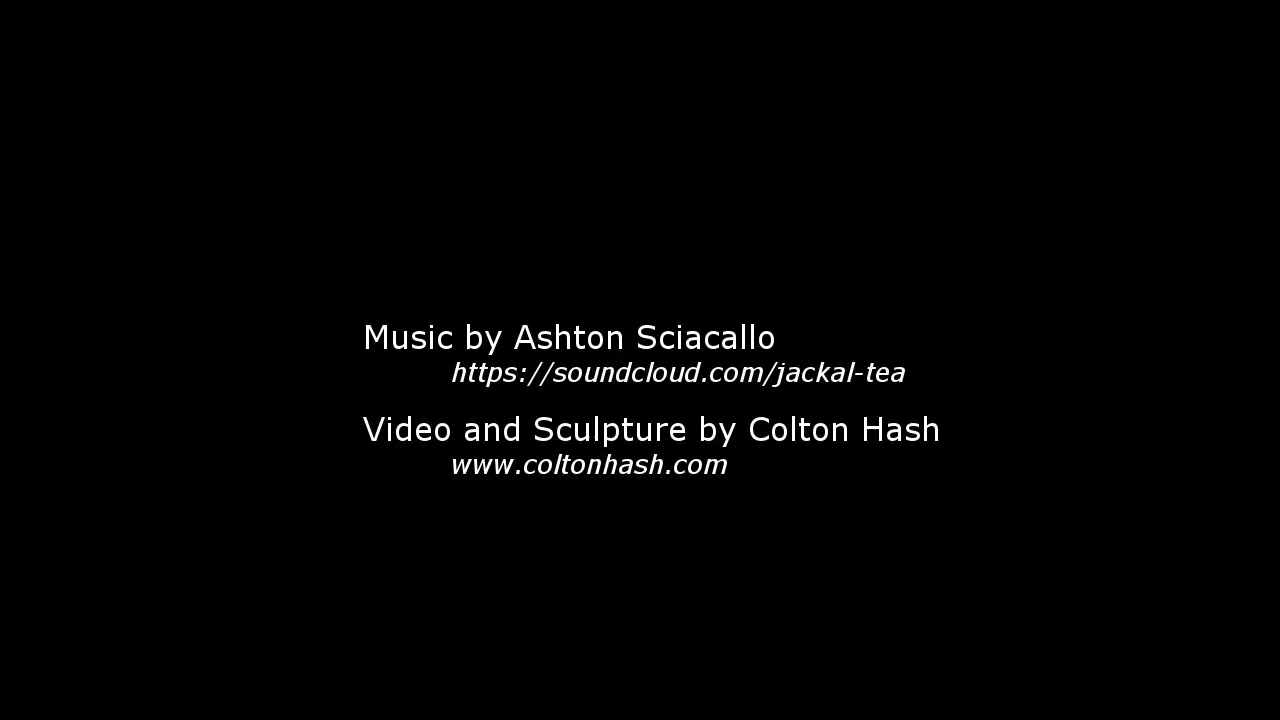 Music by Ashton Sciacallo
https://soundcloud.com/jackal-tea
Video and Sculpture by Colton Hash
www.coltonhash.com